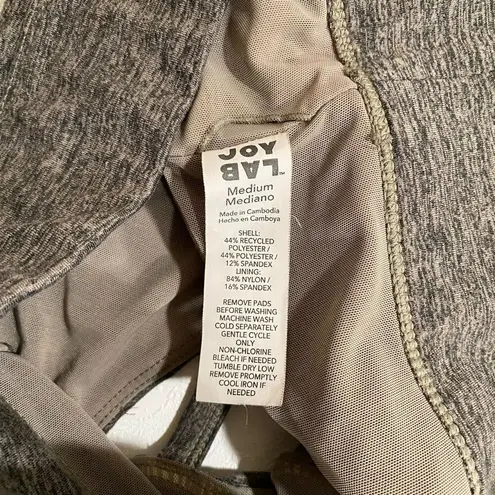 JOY
LAB™
Medium
Mediano
Made in Cambodia
Hecho en Camboya
SHELL:
44% RECYCLED
POLYESTER /
44% POLYESTER /
12% SPANDEX
LINING:
84% NYLON /
16% SPANDEX
REMOVE PADS
BEFORE WASHING
MACHINE WASH
COLD SEPARATELY
GENTLE CYCLE
ONLY
NON-CHLORINE
BLEACH IF NEEDED
TUMBLE DRY LOW
REMOVE PROMPTLY
COOL IRON IF
NEEDED